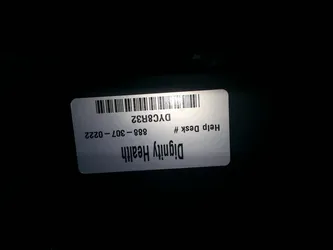 Dignity Health
Help Desk # 888-307-0222
DYC8R32